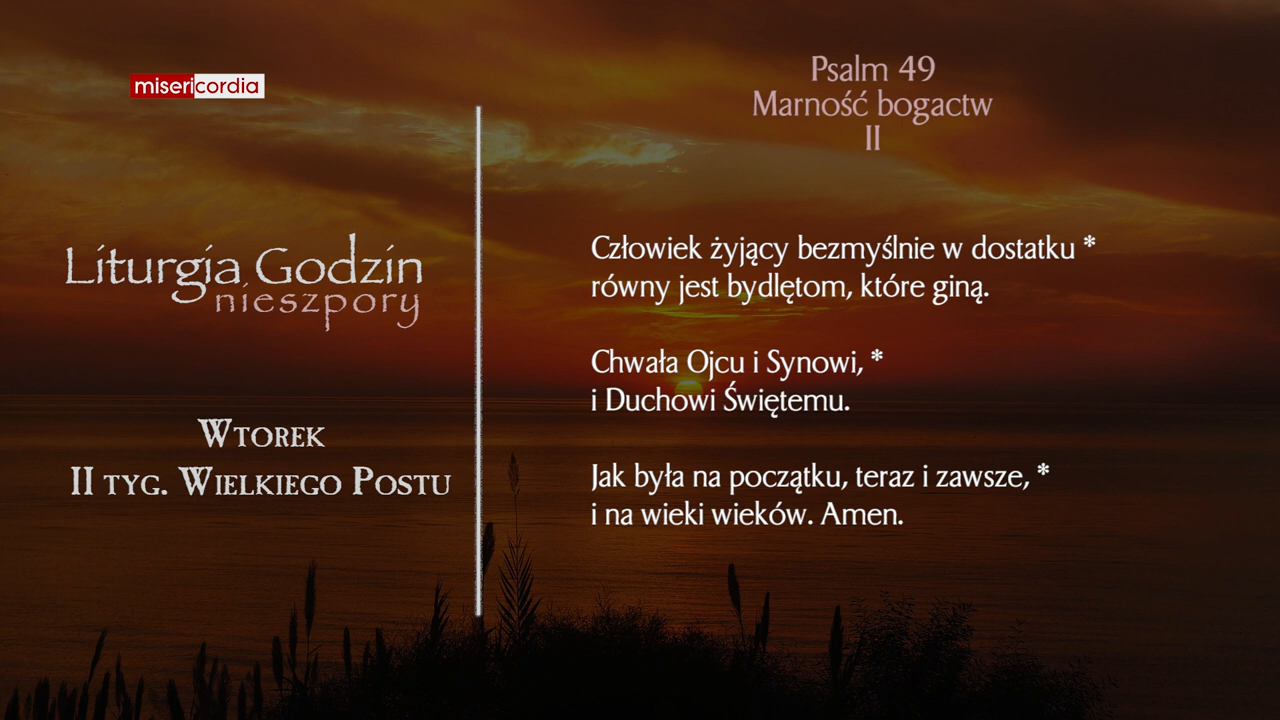 misericordia
Liturgia Godzin
nieszpory
Wtorek
II tyg. Wielkiego Postu
Psalm 49
Marność bogactw
II
Człowiek żyjący bezmyślnie w dostatku *
równy jest bydlętom, które giną.
Chwała Ojcu i Synowi, *
i Duchowi Świętemu.
Jak była na początku, teraz i zawsze, *
i na wieki wieków. Amen.